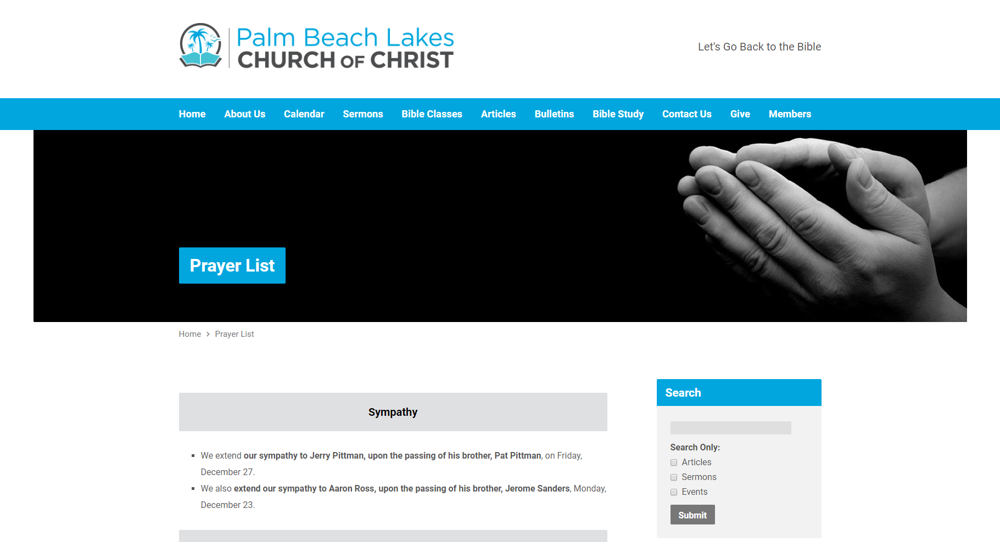 Palm Beach Lakes
CHURCH OF CHRIST
Let's Go Back to the Bible
Home About Us Calendar Sermons Bible Classes Articles Bulletins Bible Study Contact Us Give Members
Prayer List
Home > Prayer List
Sympathy
We extend our sympathy to Jerry Pittman, upon the passing of his brother, Pat Pittman, on Friday,
December 27.
We also extend our sympathy to Aaron Ross, upon the passing of his brother, Jerome Sanders, Monday,
December 23.
Search
Search Only:
Articles
Sermons
Events
Submit